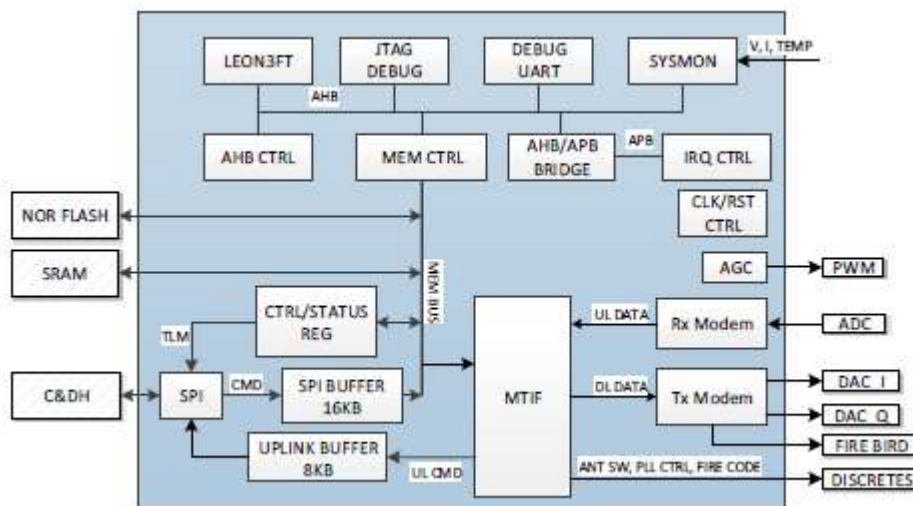 LEON3FT
JTAG
DEBUG
DEBUG
UART
SYSMON
V, I, TEMP
AHB
AHB CTRL
MEM CTRL
AHB/APB
BRIDGE
APB
IRQ CTRL
NOR FLASH
CLK/RST
CTRL
SRAM
MEM BUS
AGC
PWM
CTRL/STATUS
REG
TLM
UL DATA
Rx Modem
ADC
C&DH
SPI
CMD
SPI BUFFER
16KB
MTIF
DL DATA
Tx Modem
DAC_I
DAC_Q
UPLINK BUFFER
8KB
UL CMD
FIRE BIRD
ANT SW, PLL CTRL, FIRE CODE
DISCRETES